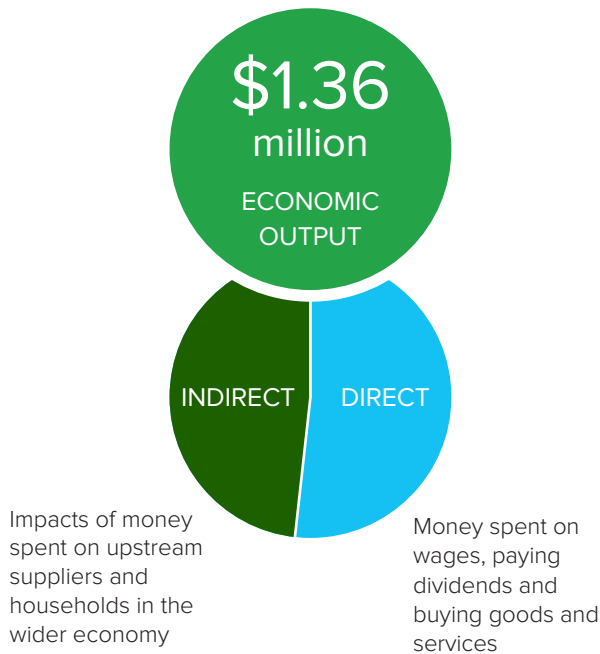 $1.36
million
ECONOMIC
OUTPUT
INDIRECT
DIRECT
Impacts of money
spent on upstream
suppliers and
households in the
wider economy
Money spent on
wages, paying
dividends and
buying goods and
services